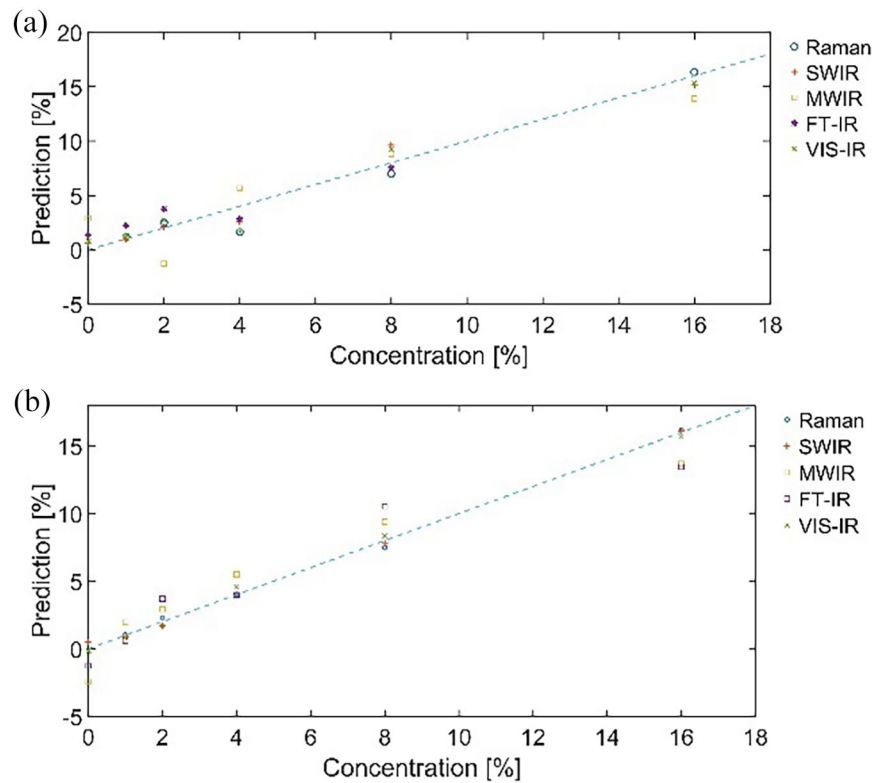 (a)
20
15
10
5
0
-5
Prediction [%]
0 2 4 6 8 10 12 14 16 18
Concentration [%]
Raman
SWIR
MWIR
FT-IR
VIS-IR
(b)
15
10
5
0
-5
Prediction [%]
0 2 4 6 8 10 12 14 16 18
Concentration [%]
Raman
SWIR
MWIR
FT-IR
VIS-IR